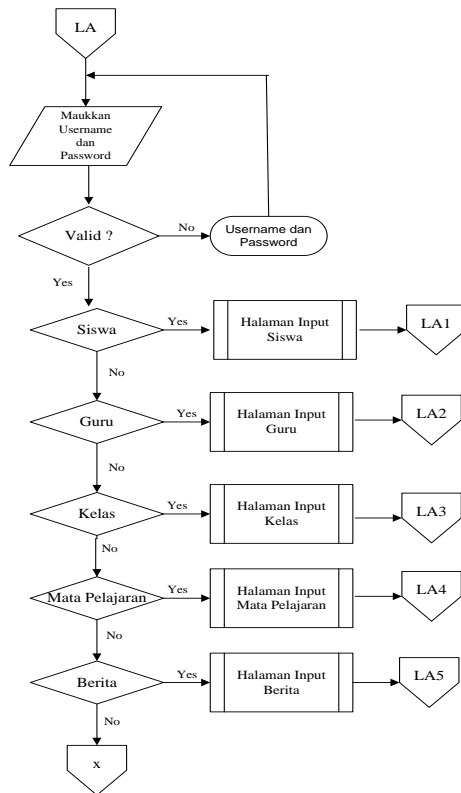 LA
Maukkan
Username
dan
Password
Valid ?
No
Username dan
Password
Yes
Siswa
Yes
Halaman Input
Siswa
LA1
No
Guru
Yes
Halaman Input
Guru
LA2
No
Kelas
Yes
Halaman Input
Kelas
LA3
No
Mata Pelajaran
Yes
Halaman Input
Mata Pelajaran
LA4
No
Berita
Yes
Halaman Input
Berita
LA5
No
x